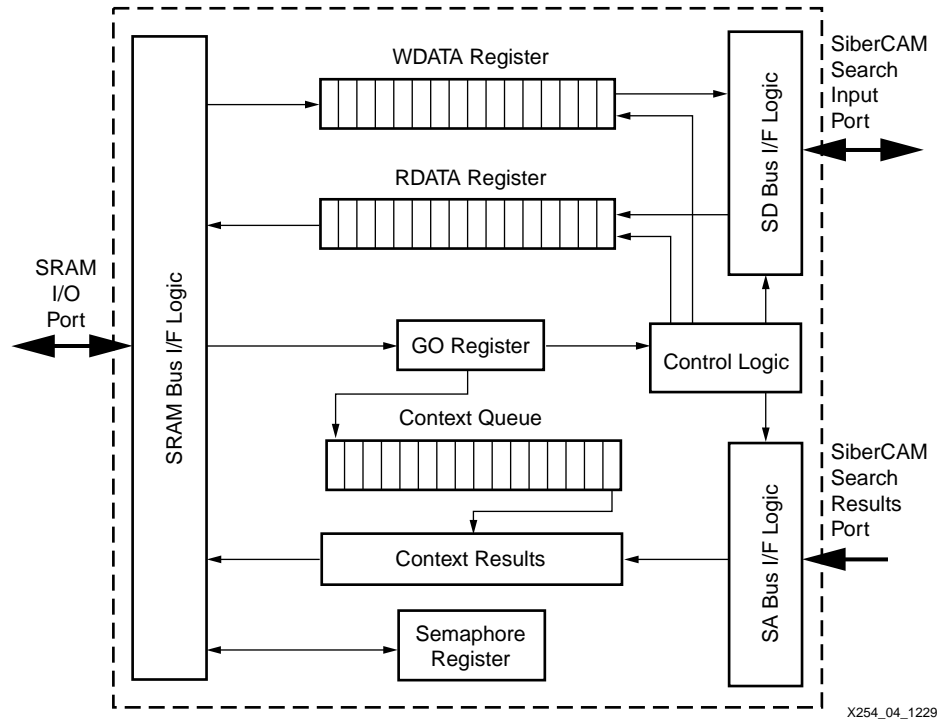 WDATA Register
SiberCAM
Search
Input
Port
SD Bus I/F Logic
RDATA Register
SRAM
I/O
Port
SRAM Bus I/F Logic
GO Register
Control Logic
Context Queue
SiberCAM
Search
Results
Port
SA Bus I/F Logic
Context Results
Semaphore
Register
X254_04_1229